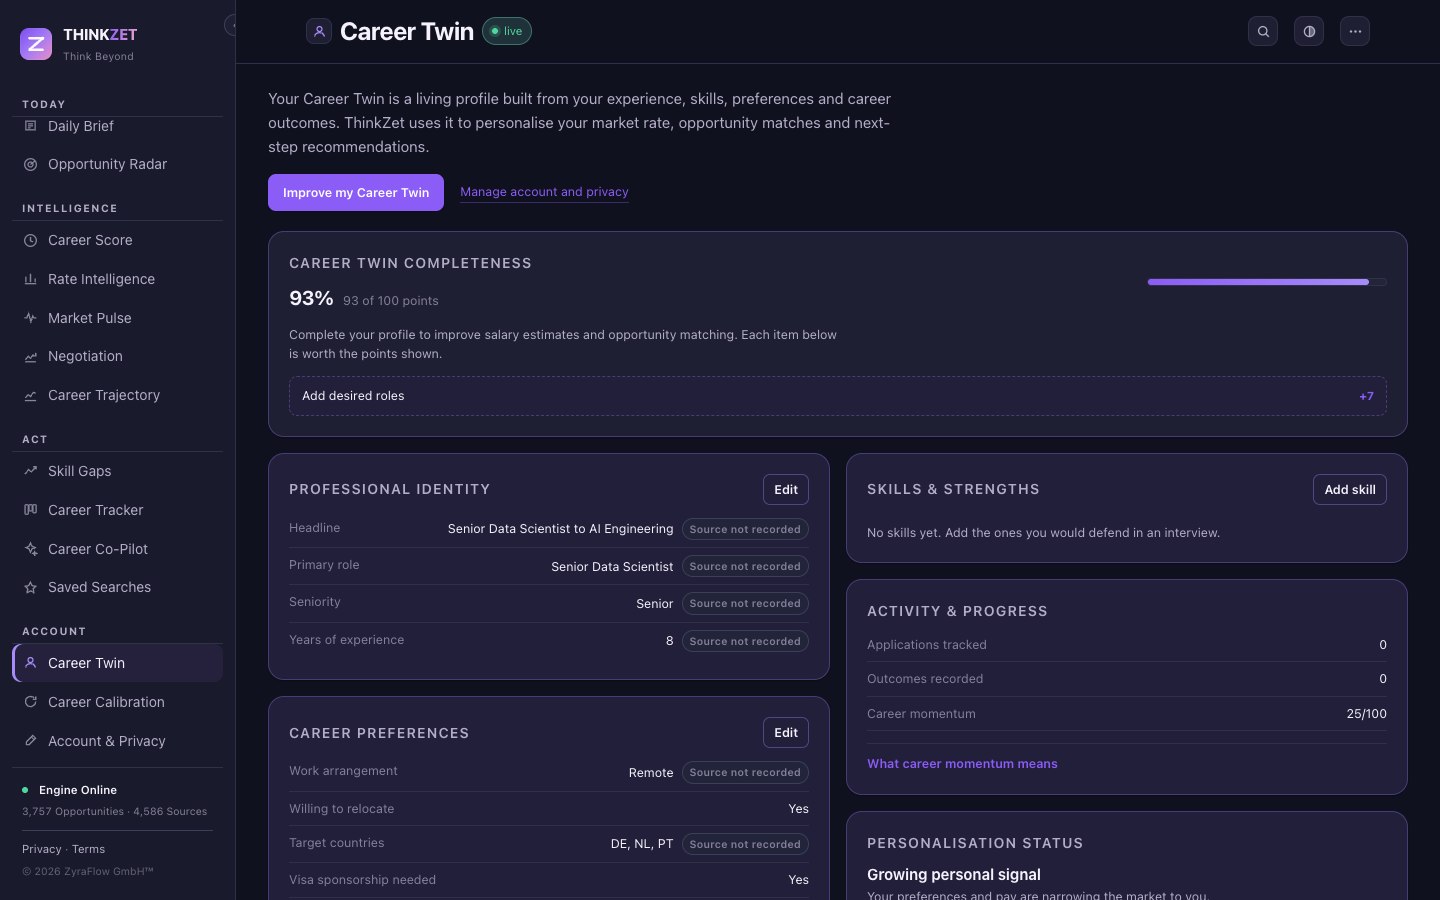 THINKZET
Think Beyond
TODAY
Daily Brief
Opportunity Radar
INTELLIGENCE
Career Score
Rate Intelligence
Market Pulse
Negotiation
Career Trajectory
ACT
Skill Gaps
Career Tracker
Career Co-Pilot
Saved Searches
ACCOUNT
Career Twin
Career Calibration
Account & Privacy
Engine Online
3,757 Opportunities · 4,586 Sources
Privacy · Terms
© 2026 ZyraFlow GmbH™
Career Twin
live
Your Career Twin is a living profile built from your experience, skills, preferences and career
outcomes. ThinkZet uses it to personalise your market rate, opportunity matches and next-
step recommendations.
Improve my Career Twin
Manage account and privacy
CAREER TWIN COMPLETENESS
93% 93 of 100 points
Complete your profile to improve salary estimates and opportunity matching. Each item below
is worth the points shown.
Add desired roles +7
PROFESSIONAL IDENTITY
Edit
Headline Senior Data Scientist to AI Engineering Source not recorded
Primary role Senior Data Scientist Source not recorded
Seniority Senior Source not recorded
Years of experience 8 Source not recorded
CAREER PREFERENCES
Edit
Work arrangement Remote Source not recorded
Willing to relocate Yes
Target countries DE, NL, PT Source not recorded
Visa sponsorship needed Yes
SKILLS & STRENGTHS
Add skill
No skills yet. Add the ones you would defend in an interview.
ACTIVITY & PROGRESS
Applications tracked 0
Outcomes recorded 0
Career momentum 25/100
What career momentum means
PERSONALISATION STATUS
Growing personal signal
Your preferences and pay are narrowing the market to you.